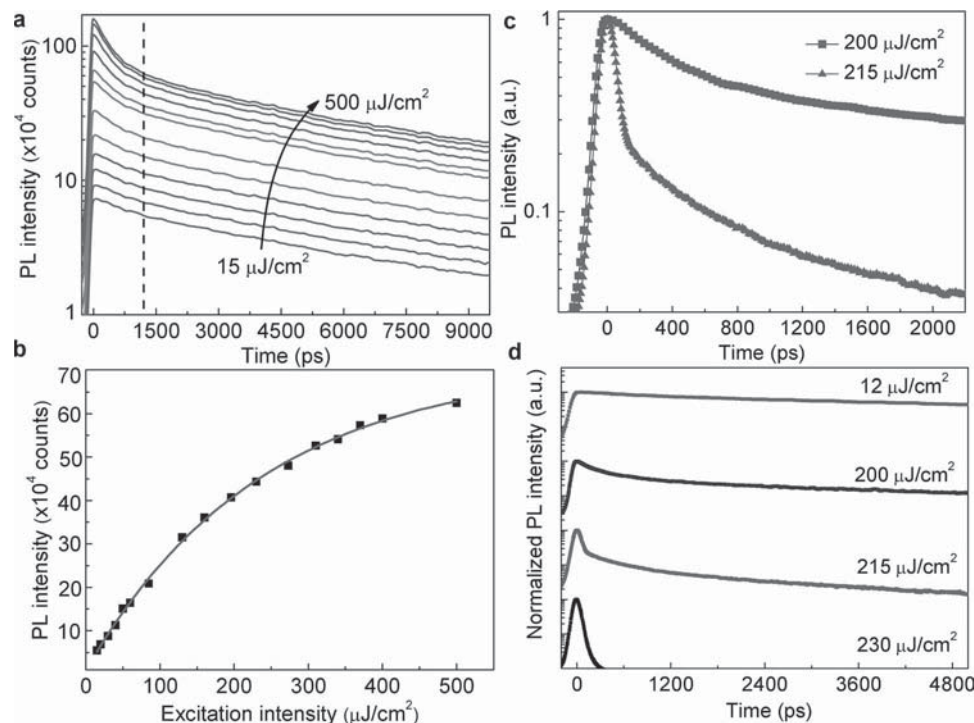 a
PL intensity (x10⁴ counts)
100
10
1
500 μJ/cm²
15 μJ/cm²
0 1500 3000 4500 6000 7500 9000
Time (ps)
b
PL intensity (x10⁴ counts)
70
60
50
40
30
20
10
0 100 200 300 400 500
Excitation intensity (μJ/cm²)
c
PL intensity (a.u.)
1
0.1
200 μJ/cm²
215 μJ/cm²
0 400 800 1200 1600 2000
Time (ps)
d
Normalized PL intensity (a.u.)
12 μJ/cm²
200 μJ/cm²
215 μJ/cm²
230 μJ/cm²
0 1200 2400 3600 4800
Time (ps)